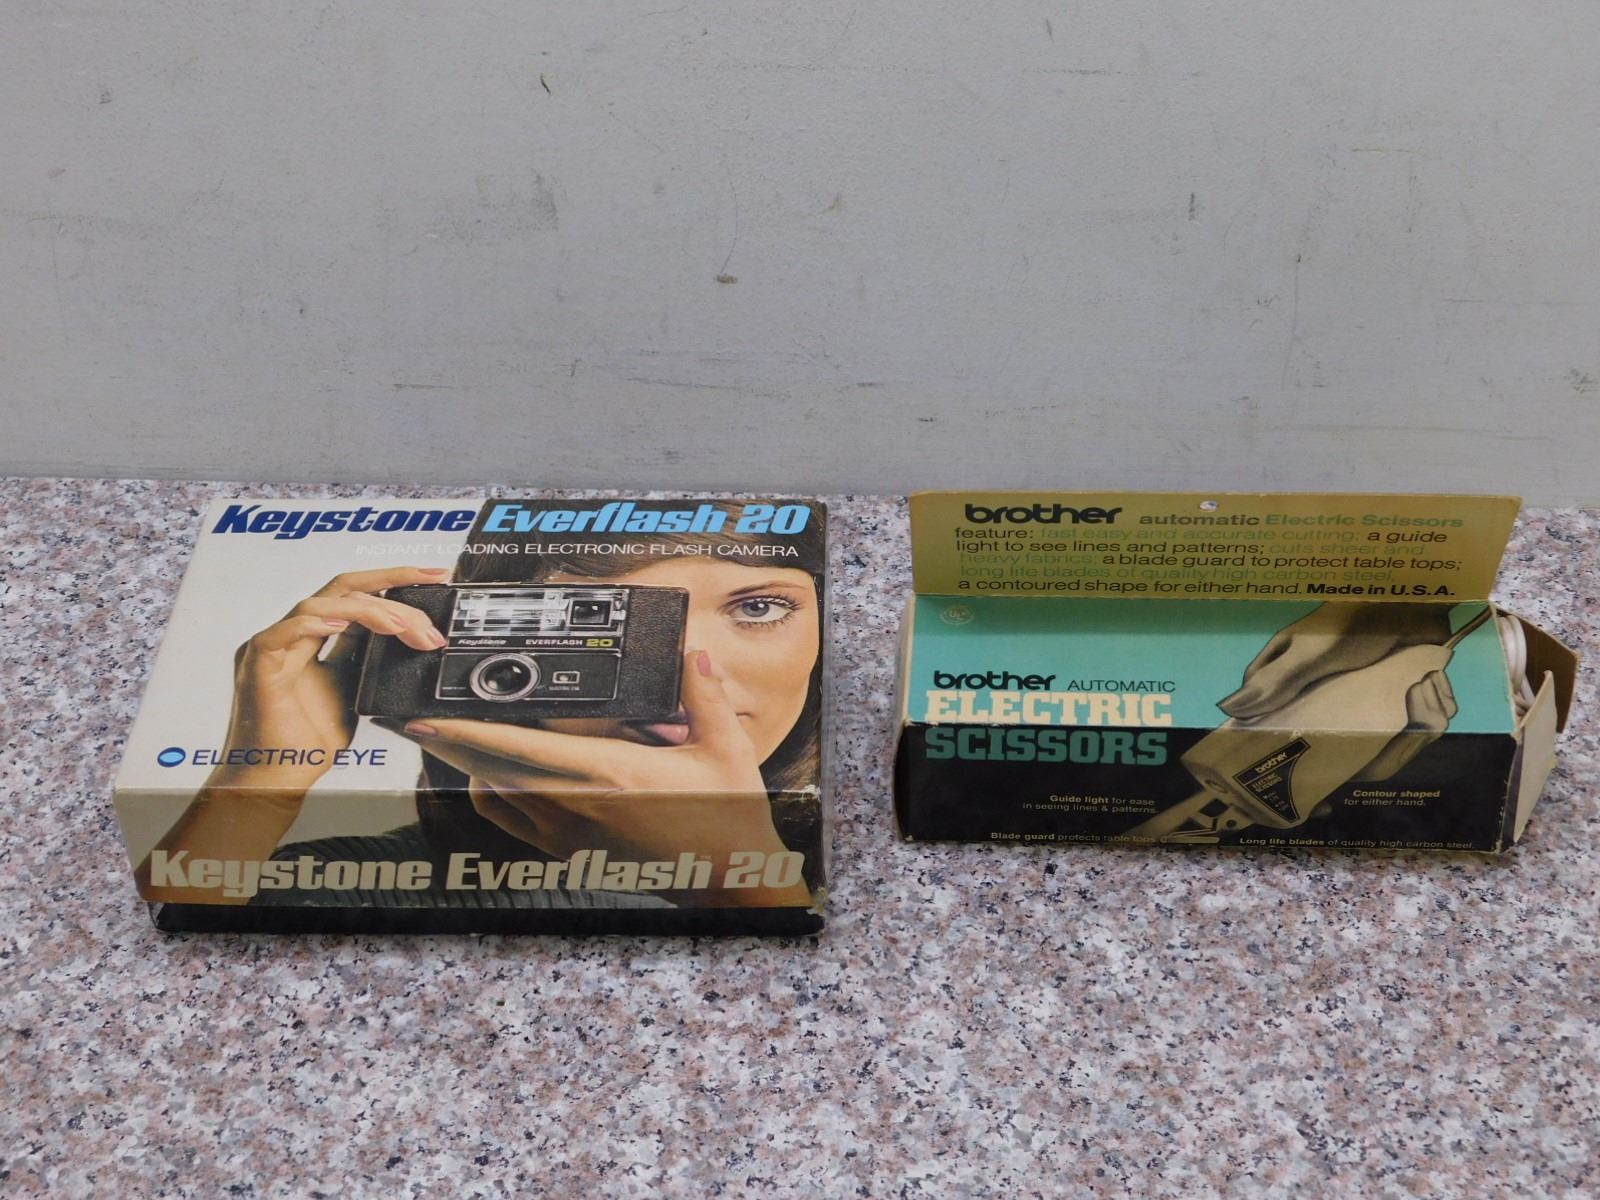 Keystone Everflash 20
INSTANT LOADING ELECTRONIC FLASH CAMERA
Keystone EVERFLASH 20
ELECTRIC EYE
Keystone Everflash 20
brother automatic Electric Scissors
feature: fast easy and accurate cutting; a guide
light to see lines and patterns; cuts sheer and
heavy fabrics; a blade guard to protect table tops;
long life blades of quality high carbon steel,
a contoured shape for either hand. Made in U.S.A.
brother AUTOMATIC
ELECTRIC
SCISSORS
brother
ELECTRIC
SCISSORS
Guide light for ease
in seeing lines & patterns.
Contour shaped
for either hand.
Blade guard protects table tops
Long life blades of quality high carbon steel.